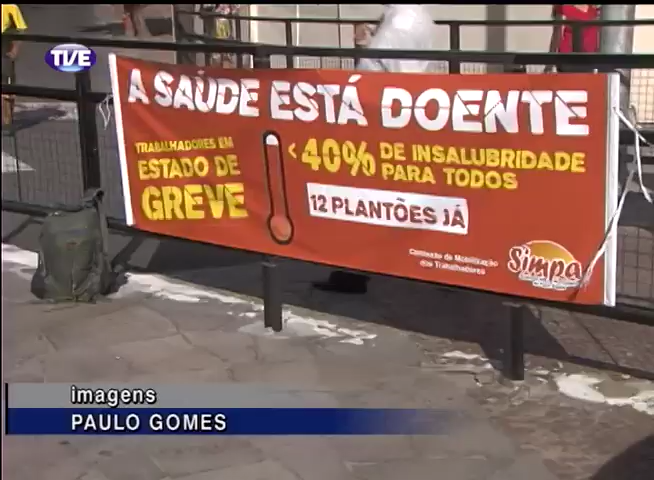 TVE
A SAÚDE ESTÁ DOENTE
TRABALHADORES EM
ESTADO DE
GREVE
<40% DE INSALUBRIDADE
PARA TODOS
12 PLANTÕES JÁ
Comissão de Mobilização
dos Trabalhadores
Simpa
imagens
PAULO GOMES